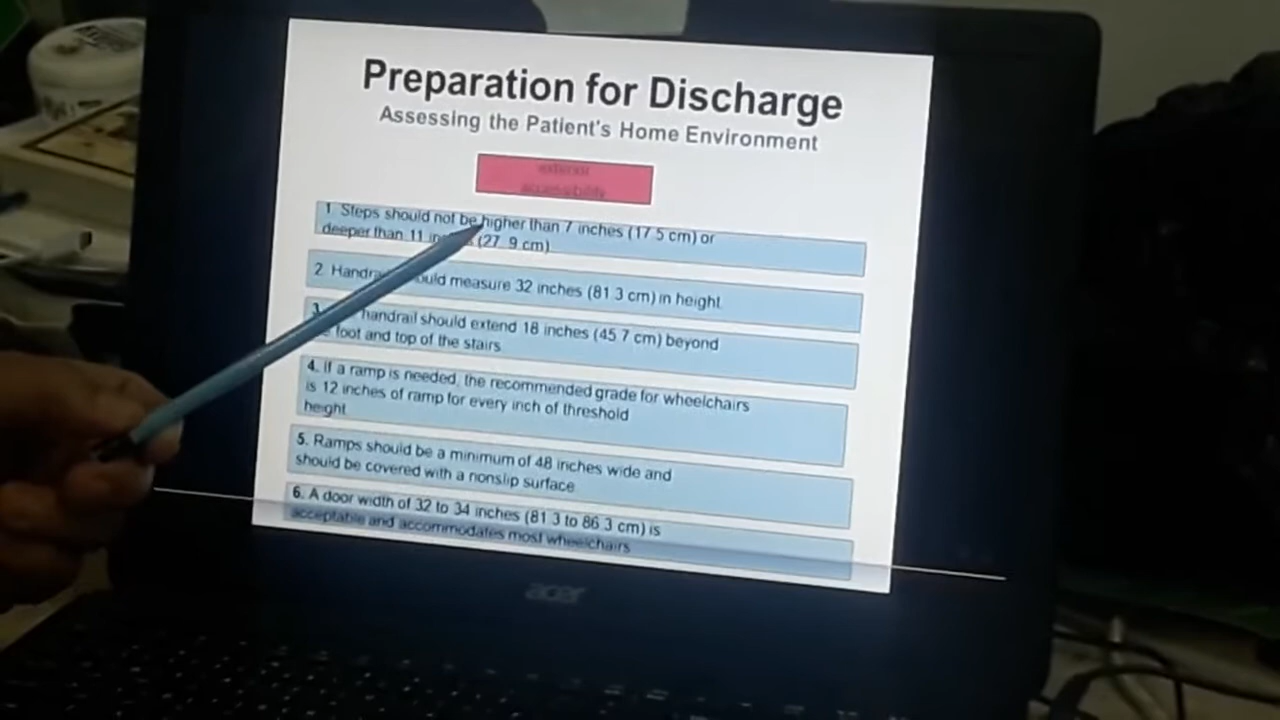 Preparation for Discharge
Assessing the Patient's Home Environment
exterior
accessibility
1 Steps should not be higher than 7 inches (17 5 cm) or
deeper than 11 (27 9 cm)
2 should measure 32 inches (81 3 cm) in height
3 handrail should extend 18 inches (45 7 cm) beyond
foot and top of the stairs
4. If a ramp is needed, the recommended grade for wheelchairs
is 12 inches of ramp for every inch of threshold
height
5. Ramps should be a minimum of 48 inches wide and
should be covered with a nonslip surface
6. A door width of 32 to 34 inches (81 3 to 86 3 cm) is
acceptable and accommodates most wheelchairs
acer